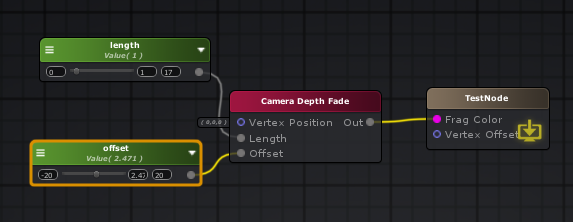 length
Value( 1 )
0
1
17
Camera Depth Fade
( 0,0,0 )
Vertex Position
Out
Length
Offset
TestNode
Frag Color
Vertex Offset
offset
Value( 2.471 )
-20
2.47
20